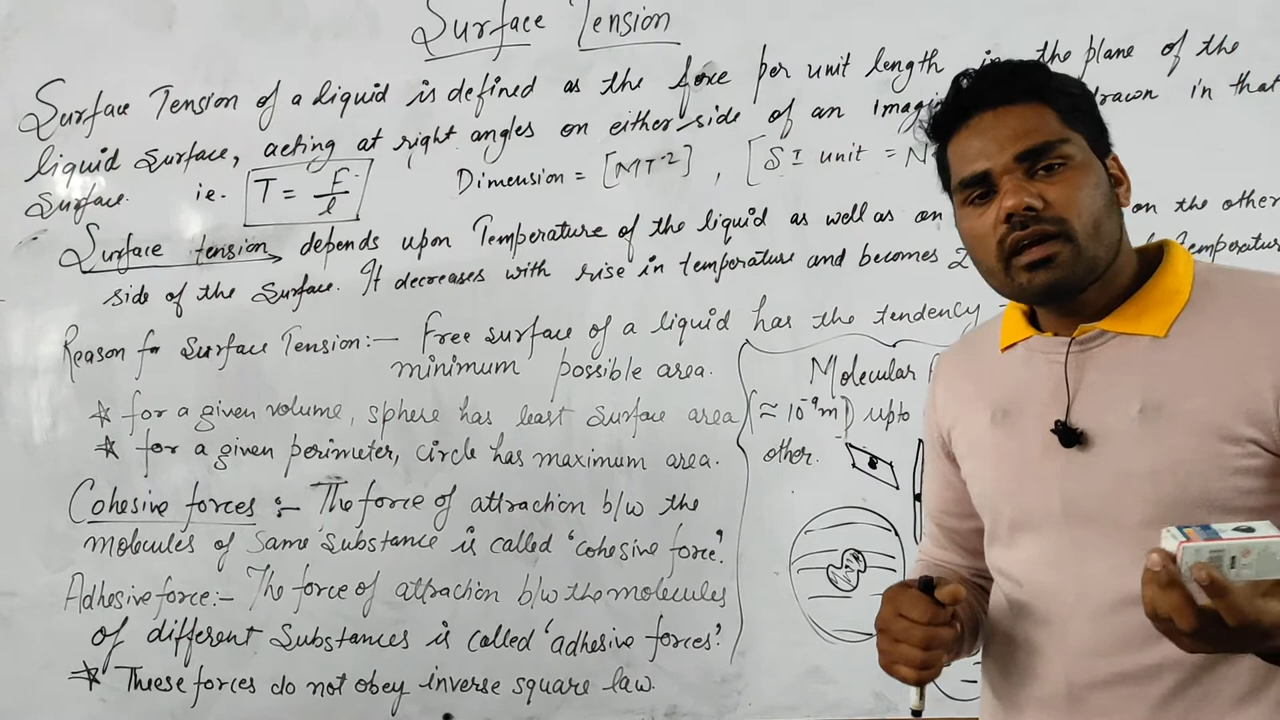 Surface Tension
Surface Tension of a liquid is defined as the force per unit length in the plane of the
liquid surface, acting at right angles on either side of an imagin drawn in that
surface. ie. T = F/l Dimension = [MT⁻²] , [SI unit = N
Surface tension depends upon Temperature of the liquid as well as on on the other
side of the surface. It decreases with rise in temperature and becomes temperatur
Reason for Surface Tension:- Free surface of a liquid has the tendency
minimum possible area.
* for a given volume, sphere has least surface area
* for a given perimeter, circle has maximum area.
Cohesive forces :- The force of attraction b/w the
molecules of same substance is called 'cohesive force'.
Adhesive force:- The force of attraction b/w the molecules
of different substances is called 'adhesive forces'.
* These forces do not obey inverse square law.
Molecular
(≈ 10⁻⁹m) upto
other.